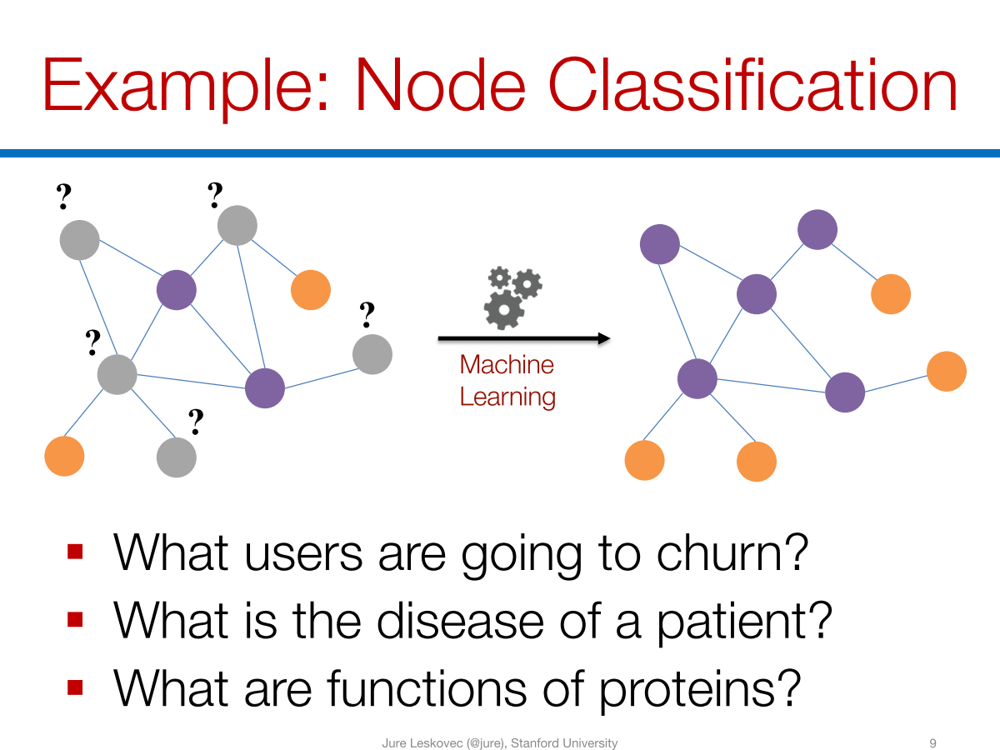 Example: Node Classification
?
?
?
?
?
Machine
Learning
▪ What users are going to churn?
▪ What is the disease of a patient?
▪ What are functions of proteins?
Jure Leskovec (@jure), Stanford University
9